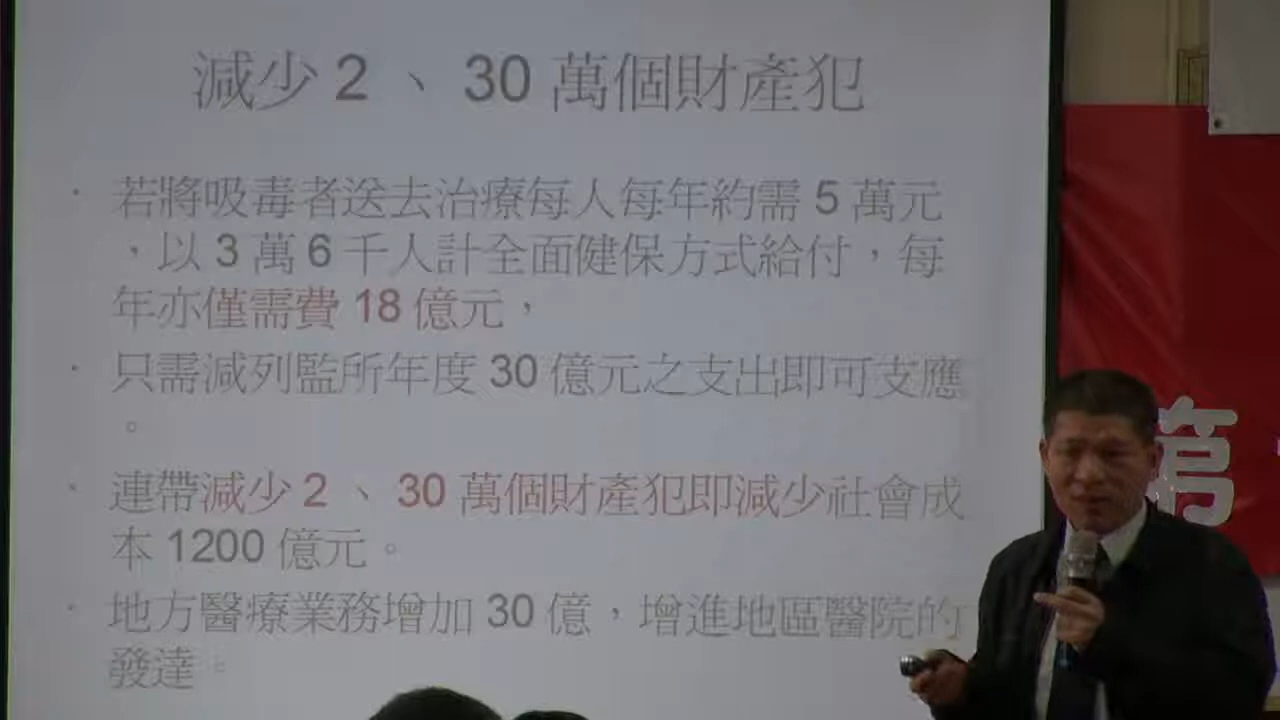 減少 2 、 30 萬個財產犯
· 若將吸毒者送去治療每人每年約需 5 萬元
，以 3 萬 6 千人計全面健保方式給付，每
年亦僅需費 18 億元，
· 只需減列監所年度 30 億元之支出即可支應
。
· 連帶減少 2 、 30 萬個財產犯即減少社會成
本 1200 億元。
· 地方醫療業務增加 30 億，增進地區醫院的
發達。
第